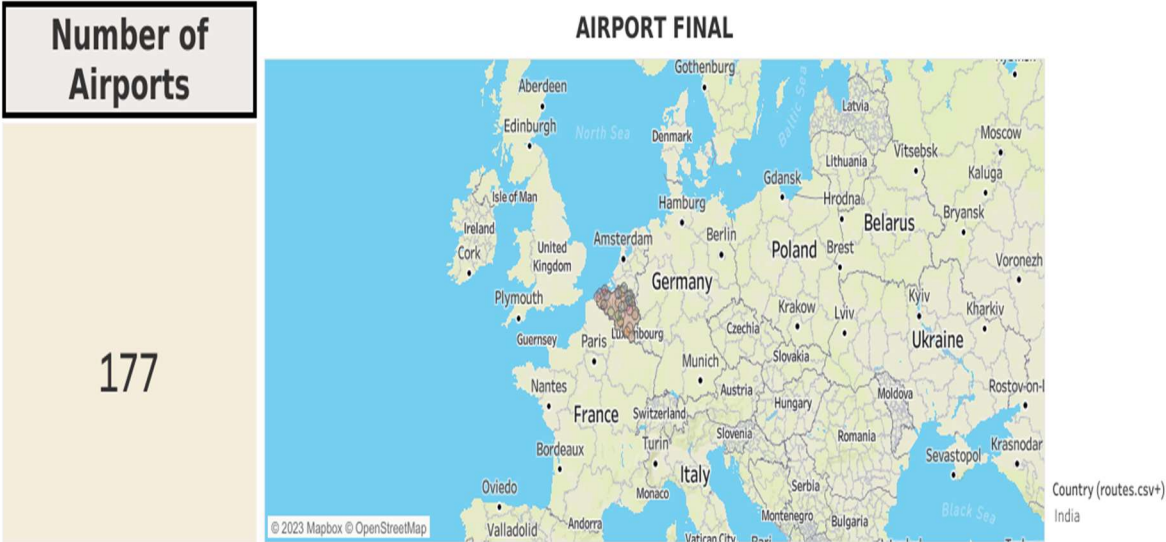 Number of
Airports
177
AIRPORT FINAL
Gothenburg
Aberdeen
Baltic Sea
Latvia
Edinburgh
North Sea
Denmark
Moscow
Vitsebsk
Lithuania
Kaluga
Gdansk
Isle of Man
Hrodna
Hamburg
Bryansk
Ireland
Belarus
Amsterdam
Berlin
Cork
United
Kingdom
Poland
Brest
Voronezh
Germany
Plymouth
Kyiv
Krakow
Lviv
Kharkiv
Guernsey
Paris
Luxembourg
Czechia
Ukraine
Slovakia
Munich
Nantes
Austria
Moldova
Rostov-on-
France
Switzerland
Hungary
Slovenia
Romania
Bordeaux
Turin
Krasnodar
Sevastopol
Italy
Oviedo
Monaco
Serbia
Country (routes.csv+)
India
Black Sea
Montenegro
Bulgaria
Valladolid
Andorra
Vatican City
Bari
© 2023 Mapbox © OpenStreetMap